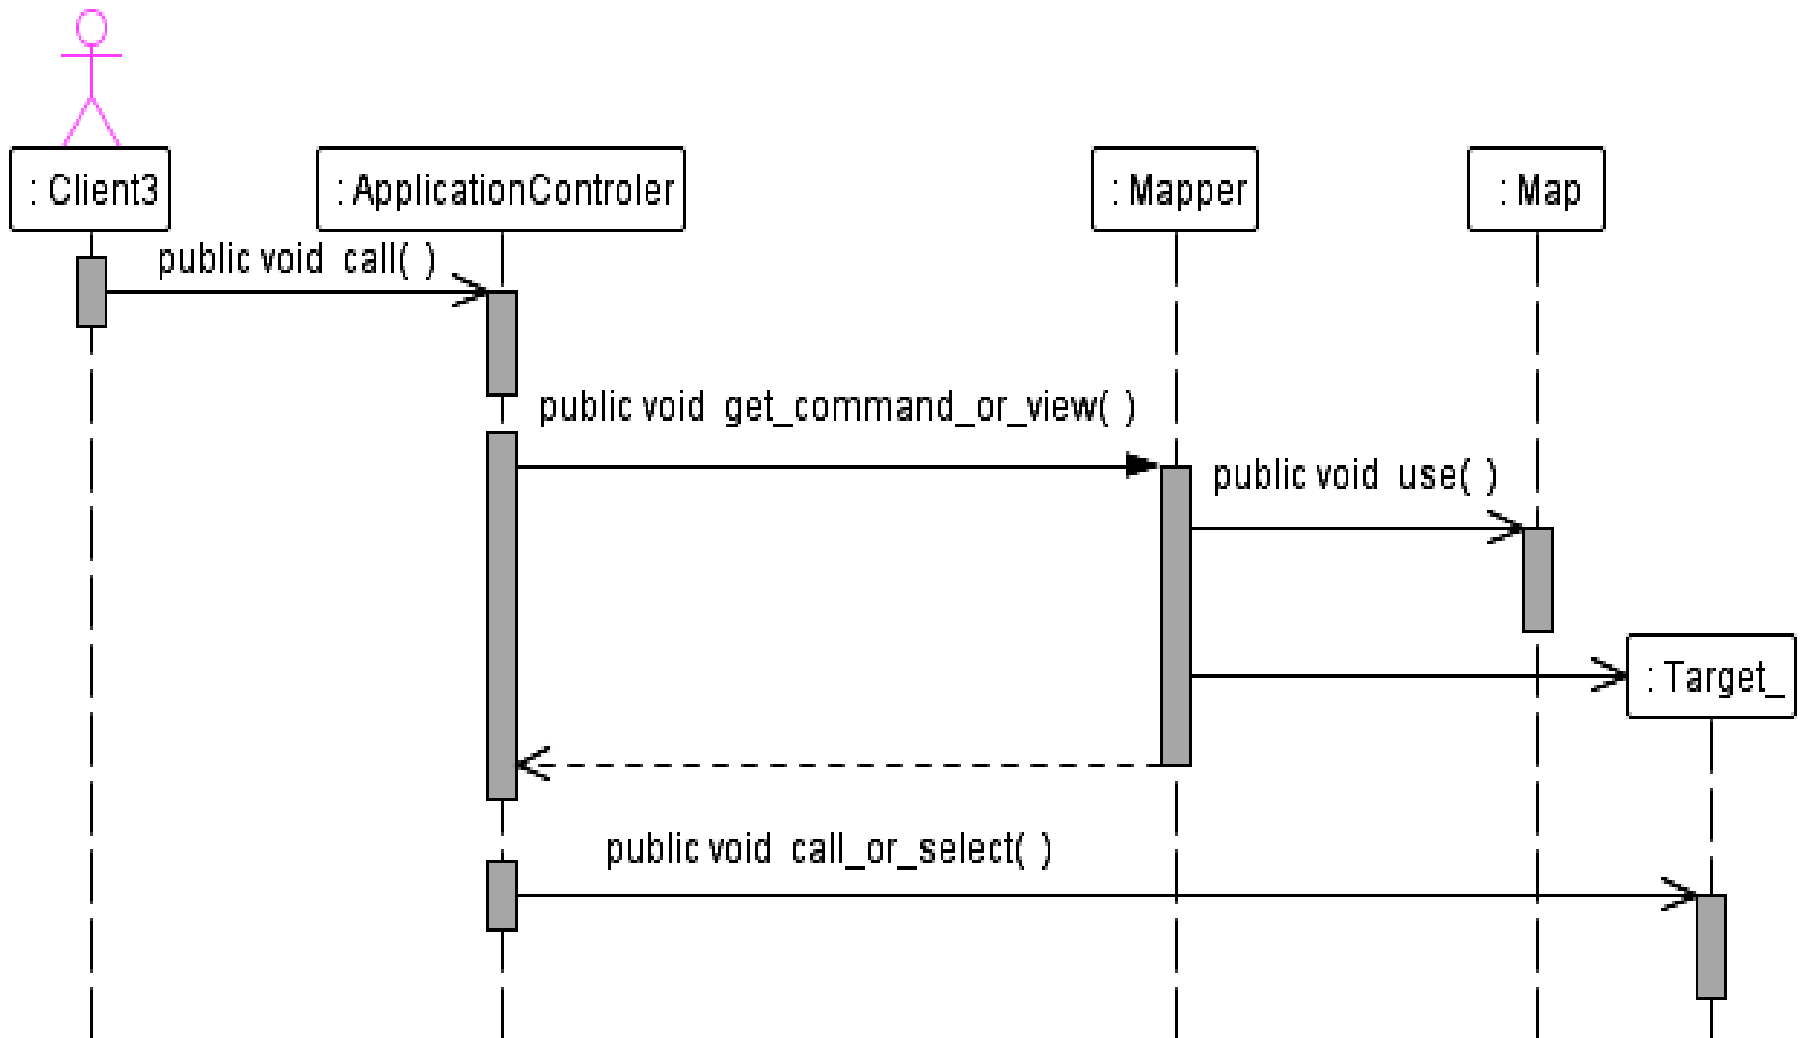 : Client3
: ApplicationControler
: Mapper
: Map
public void call( )
public void get_command_or_view( )
public void use( )
: Target_
public void call_or_select( )